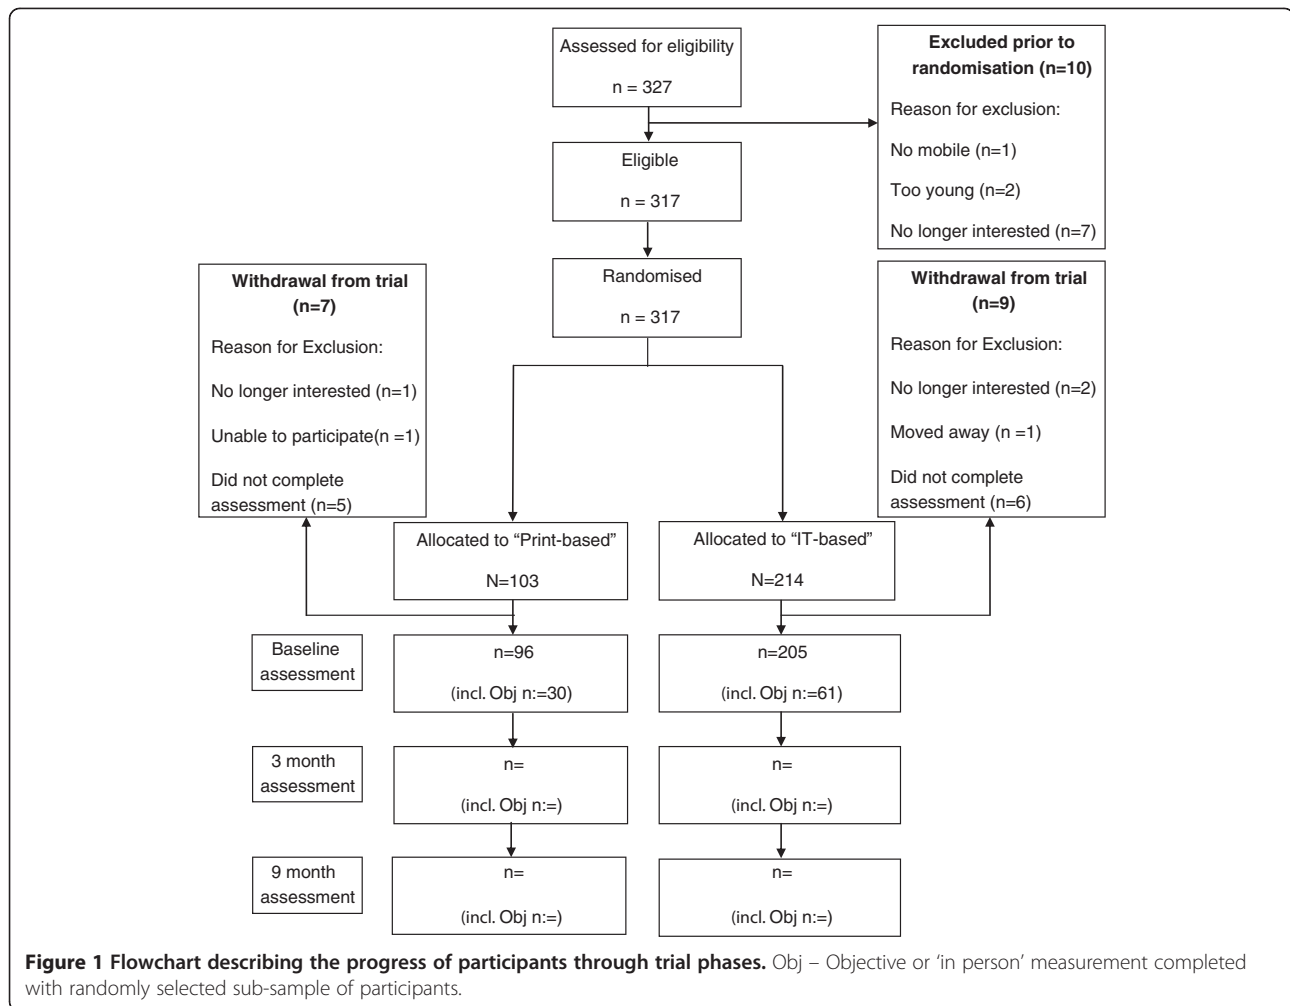 Assessed for eligibility
n = 327
Excluded prior to
randomisation (n=10)
Reason for exclusion:
No mobile (n=1)
Too young (n=2)
No longer interested (n=7)
Eligible
n = 317
Randomised
n = 317
Withdrawal from trial
(n=7)
Reason for Exclusion:
No longer interested (n=1)
Unable to participate(n =1)
Did not complete
assessment (n=5)
Withdrawal from trial
(n=9)
Reason for Exclusion:
No longer interested (n=2)
Moved away (n =1)
Did not complete
assessment (n=6)
Allocated to “Print-based”
N=103
Allocated to “IT-based”
N=214
Baseline
assessment
n=96
(incl. Obj n:=30)
n=205
(incl. Obj n:=61)
3 month
assessment
n=
(incl. Obj n:=)
n=
(incl. Obj n:=)
9 month
assessment
n=
(incl. Obj n:=)
n=
(incl. Obj n:=)
Figure 1 Flowchart describing the progress of participants through trial phases. Obj – Objective or ‘in person’ measurement completed
with randomly selected sub-sample of participants.